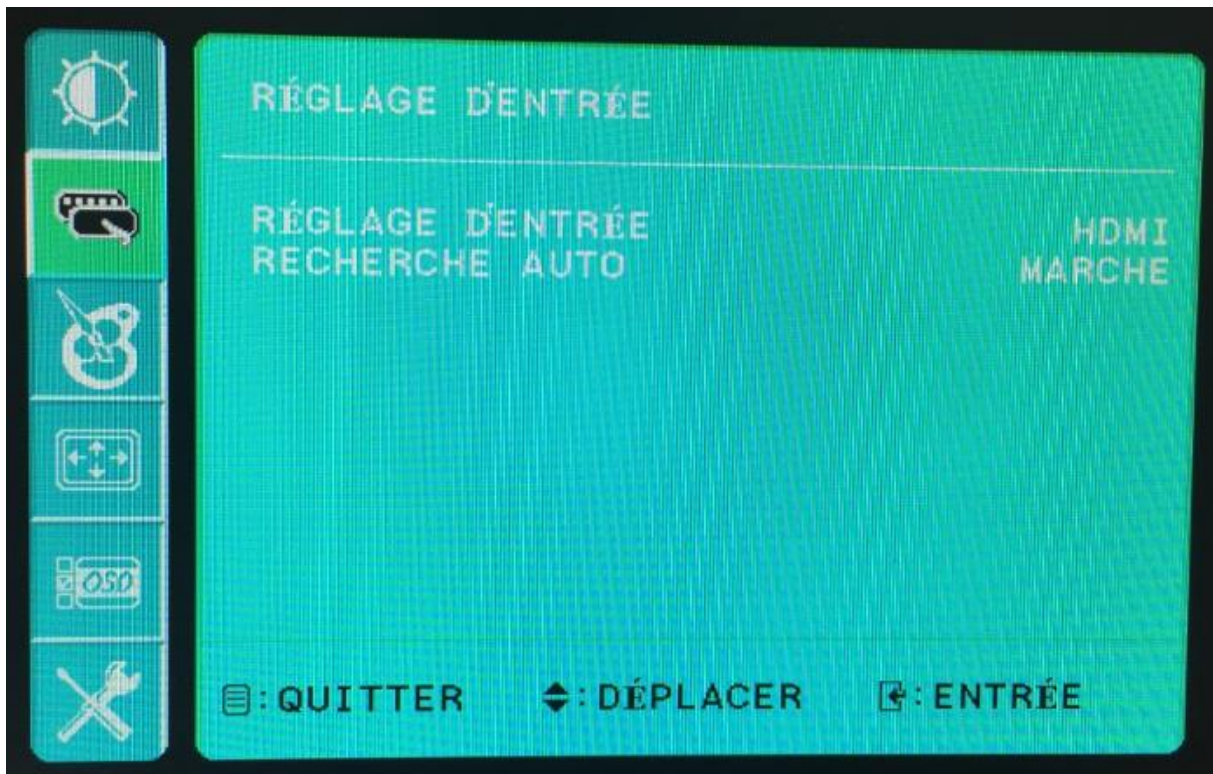 RÉGLAGE D'ENTRÉE
RÉGLAGE D'ENTRÉE HDMI
RECHERCHE AUTO MARCHE
OSD
:QUITTER :DÉPLACER :ENTRÉE